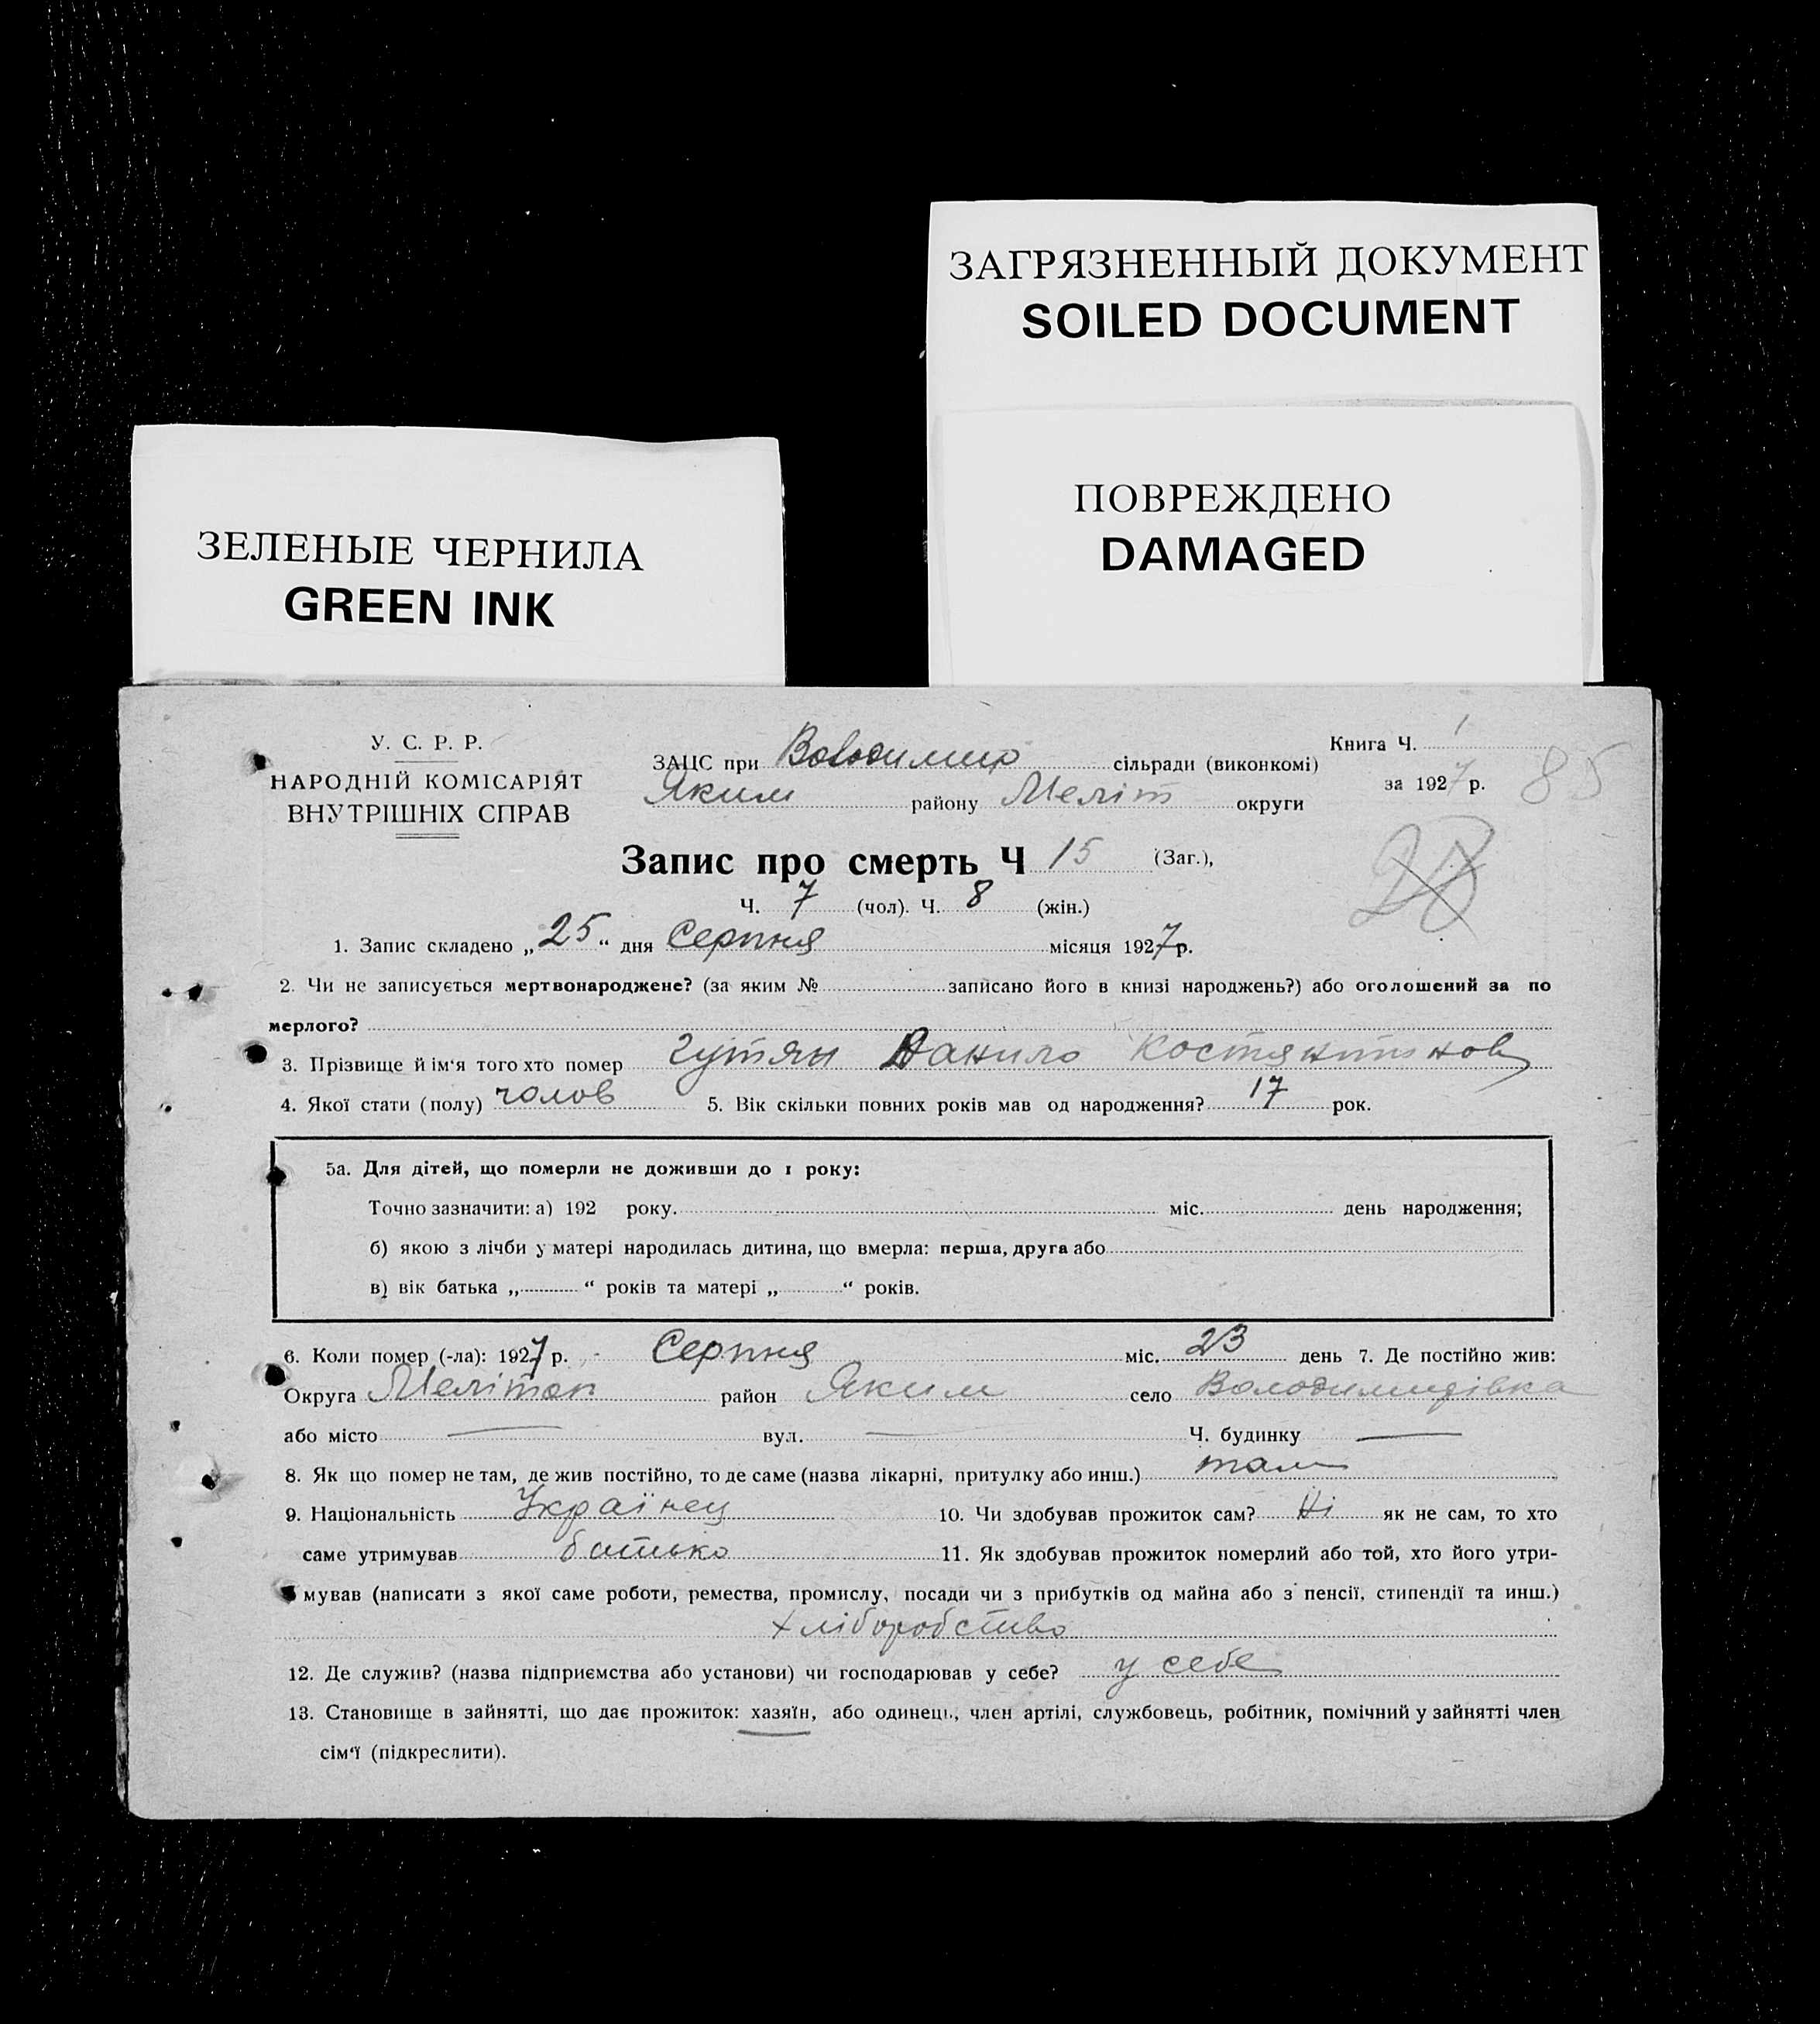 ЗАГРЯЗНЕННЫЙ ДОКУМЕНТ
SOILED DOCUMENT
ПОВРЕЖДЕНО
DAMAGED
ЗЕЛЕНЫЕ ЧЕРНИЛА
GREEN INK
У. С. Р. Р.
НАРОДНІЙ КОМІСАРІЯТ
ВНУТРІШНІХ СПРАВ
ЗАЦС при Володимир сільради (виконкомі)
Яким району Меліт округи
Книга Ч. 1
за 1927 р. 85
Запис про смерть Ч 15 (Заг.),
Ч. 7 (чол). Ч. 8 (жін.)
1. Запис складено „25“ дня Серпня місяця 1927 р.
2. Чи не записується мертвонароджене? (за яким № записано його в книзі народжень?) або оголошений за по
мерлого?
3. Прізвище й ім‘я того хто помер Гутян Данило Костянтинов
4. Якої стати (полу) чолов 5. Вік скільки повних років мав од народження? 17 рок.
5а. Для дітей, що померли не доживши до 1 року:
Точно зазначити: а) 192 року. міс. день народження;
б) якою з лічби у матері народилась дитина, що вмерла: перша, друга або
в) вік батька „ “ років та матері „ “ років.
6. Коли помер (-ла): 1927 р. Серпня міс. 23 день 7. Де постійно жив:
Округа Мелітоп район Яким село Володимирівка
або місто — вул. — Ч. будинку —
8. Як що помер не там, де жив постійно, то де саме (назва лікарні, притулку або инш.) там
9. Національність Українец 10. Чи здобував прожиток сам? Ні як не сам, то хто
саме утримував батько 11. Як здобував прожиток померлий або той, хто його утри-
мував (написати з якої саме роботи, ремества, промислу, посади чи з прибутків од майна або з пенсії, стипендії та инш.)
хліборобство
12. Де служив? (назва підприємства або установи) чи господарював у себе? у себе
13. Становище в зайнятті, що дає прожиток: хазяїн, або одинець, член артілі, службовець, робітник, помічний у зайнятті член
сім‘ї (підкреслити).